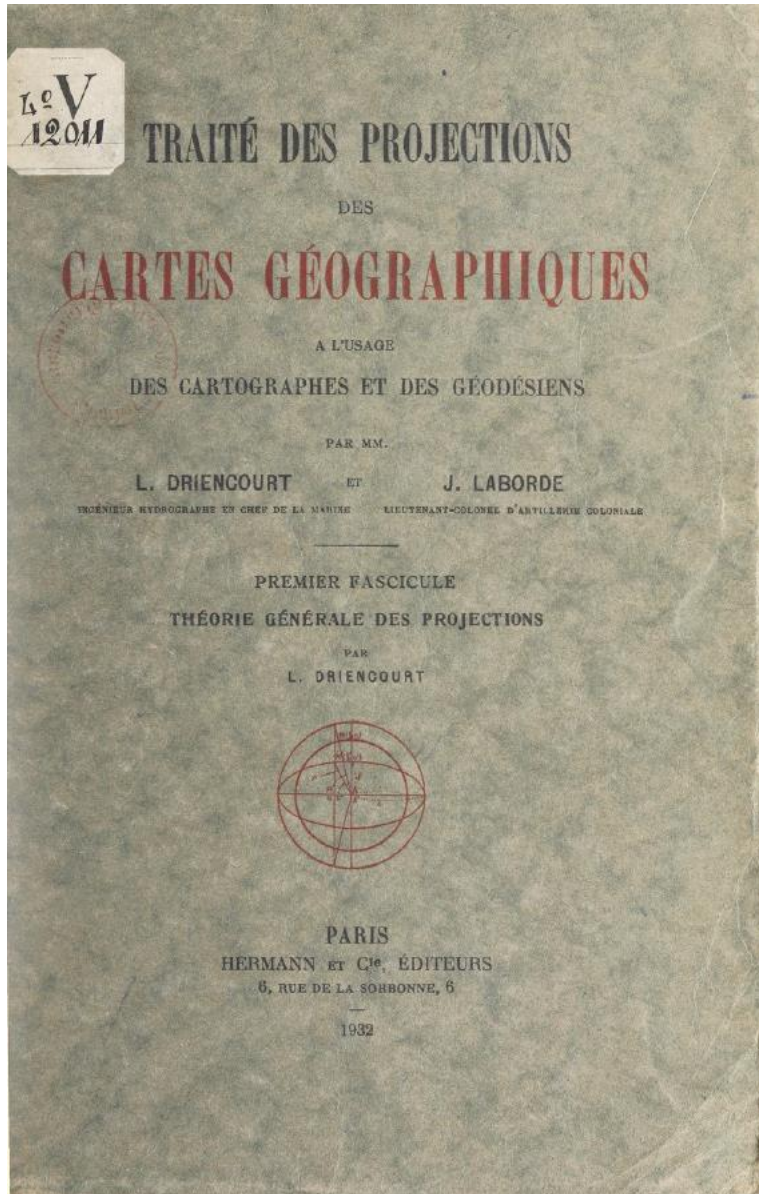 4º V
12011
TRAITÉ DES PROJECTIONS
DES
CARTES GÉOGRAPHIQUES
A L'USAGE
DES CARTOGRAPHES ET DES GÉODÉSIENS
PAR MM.
L. DRIENCOURT ET J. LABORDE
INGÉNIEUR HYDROGRAPHE EN CHEF DE LA MARINE LIEUTENANT-COLONEL D'ARTILLERIE COLONIALE
PREMIER FASCICULE
THÉORIE GÉNÉRALE DES PROJECTIONS
PAR
L. DRIENCOURT
PARIS
HERMANN ET Cie, ÉDITEURS
6, RUE DE LA SORBONNE, 6
1932